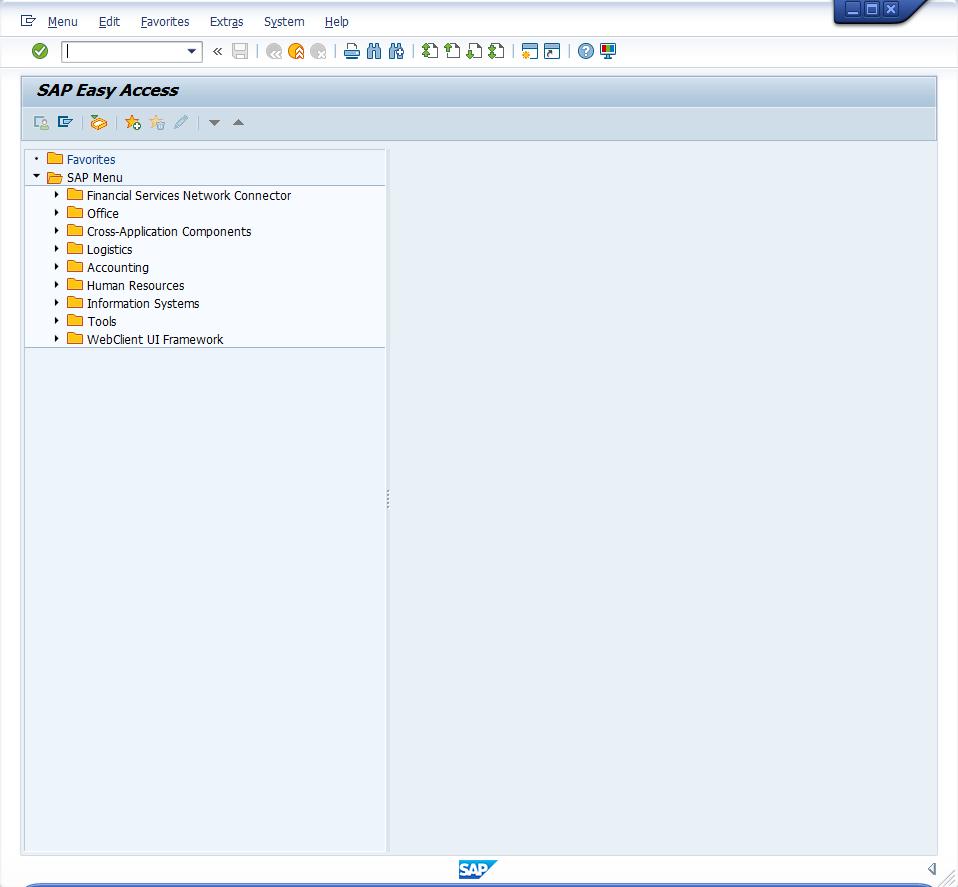 Menu Edit Favorites Extras System Help
SAP Easy Access
Favorites
SAP Menu
Financial Services Network Connector
Office
Cross-Application Components
Logistics
Accounting
Human Resources
Information Systems
Tools
WebClient UI Framework
SAP